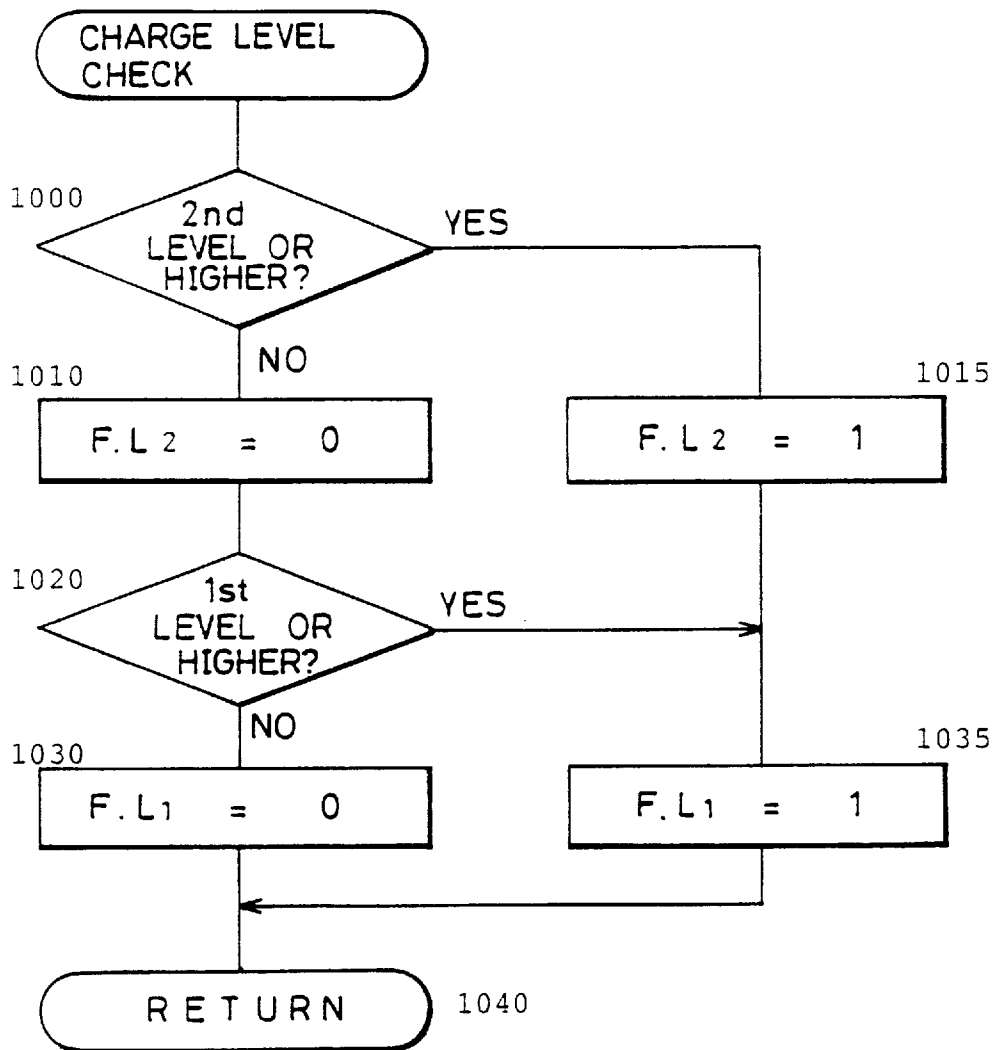 CHARGE LEVEL
CHECK
1000
2nd
LEVEL OR
HIGHER?
YES
NO
1010
F.L2 = 0
1015
F.L2 = 1
1020
1st
LEVEL OR
HIGHER?
YES
NO
1030
F.L1 = 0
1035
F.L1 = 1
RETURN
1040